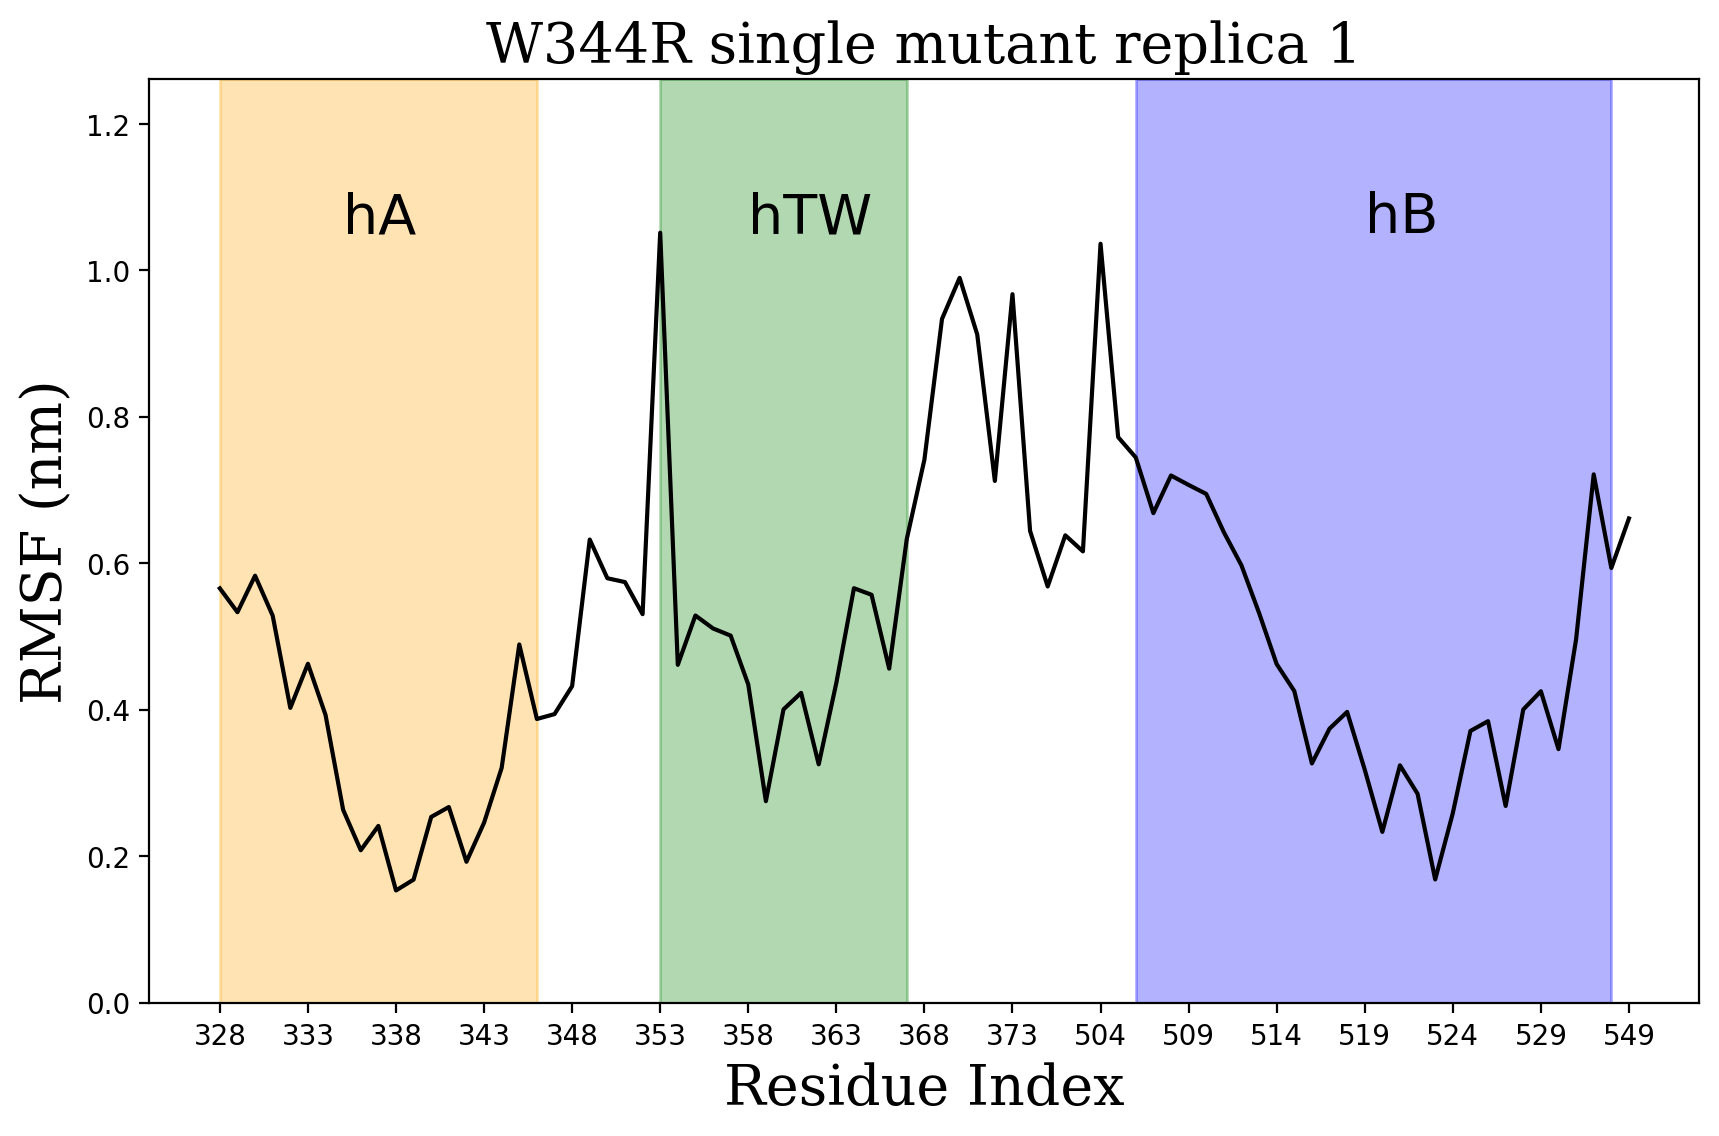 W344R single mutant replica 1
1.2
1.0
0.8
0.6
0.4
0.2
0.0
RMSF (nm)
hA hTW hB
328 333 338 343 348 353 358 363 368 373 504 509 514 519 524 529 549
Residue Index